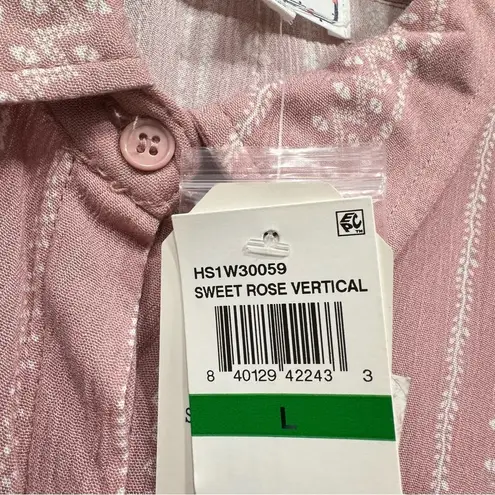 HS1W30059
SWEET ROSE VERTICAL
8 40129 42243 3
L